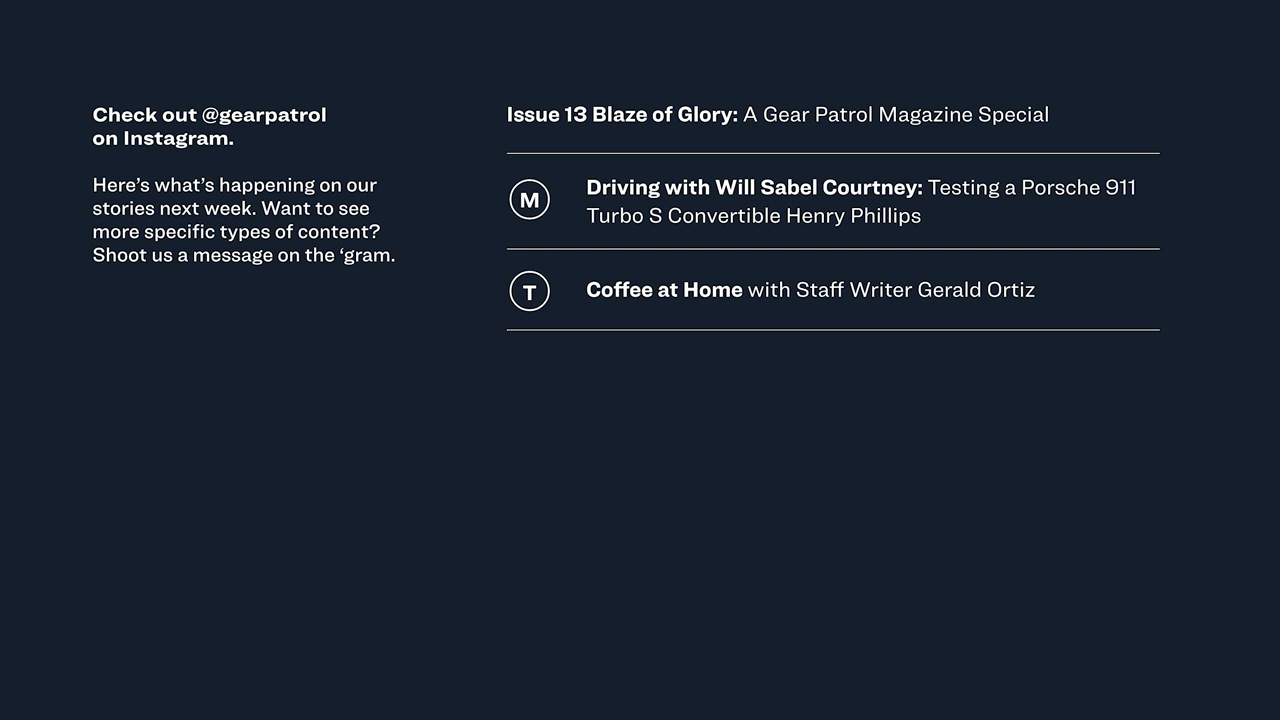 Check out @gearpatrol
on Instagram.
Here’s what’s happening on our
stories next week. Want to see
more specific types of content?
Shoot us a message on the ‘gram.
Issue 13 Blaze of Glory: A Gear Patrol Magazine Special
M
Driving with Will Sabel Courtney: Testing a Porsche 911
Turbo S Convertible Henry Phillips
T
Coffee at Home with Staff Writer Gerald Ortiz